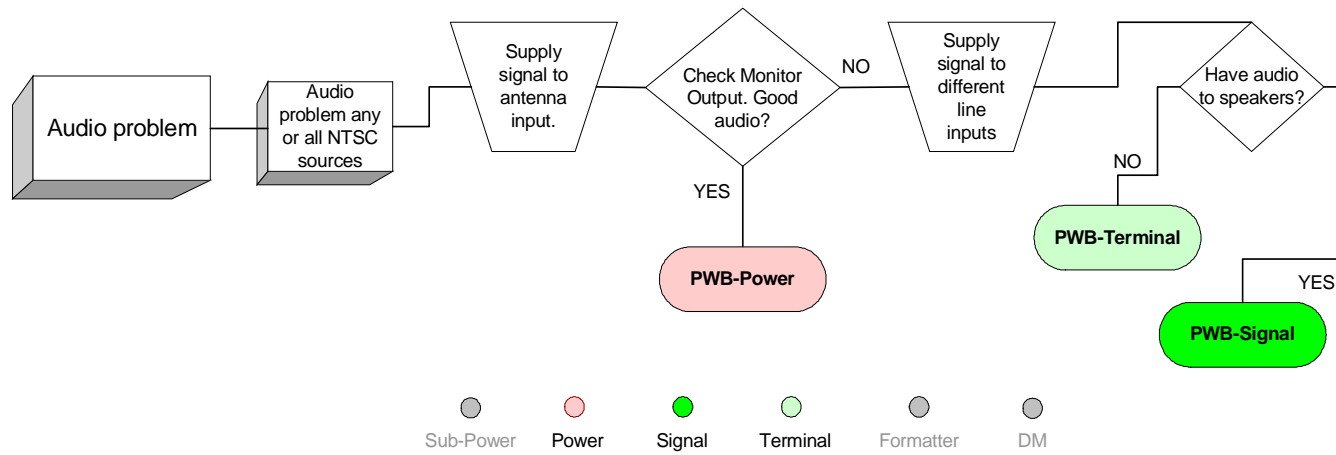 Audio problem
Audio
problem any
or all NTSC
sources
Supply
signal to
antenna
input.
Check Monitor
Output. Good
audio?
NO
YES
PWB-Power
Supply
signal to
different
line
inputs
Have audio
to speakers?
NO
PWB-Terminal
YES
PWB-Signal
Sub-Power
Power
Signal
Terminal
Formatter
DM